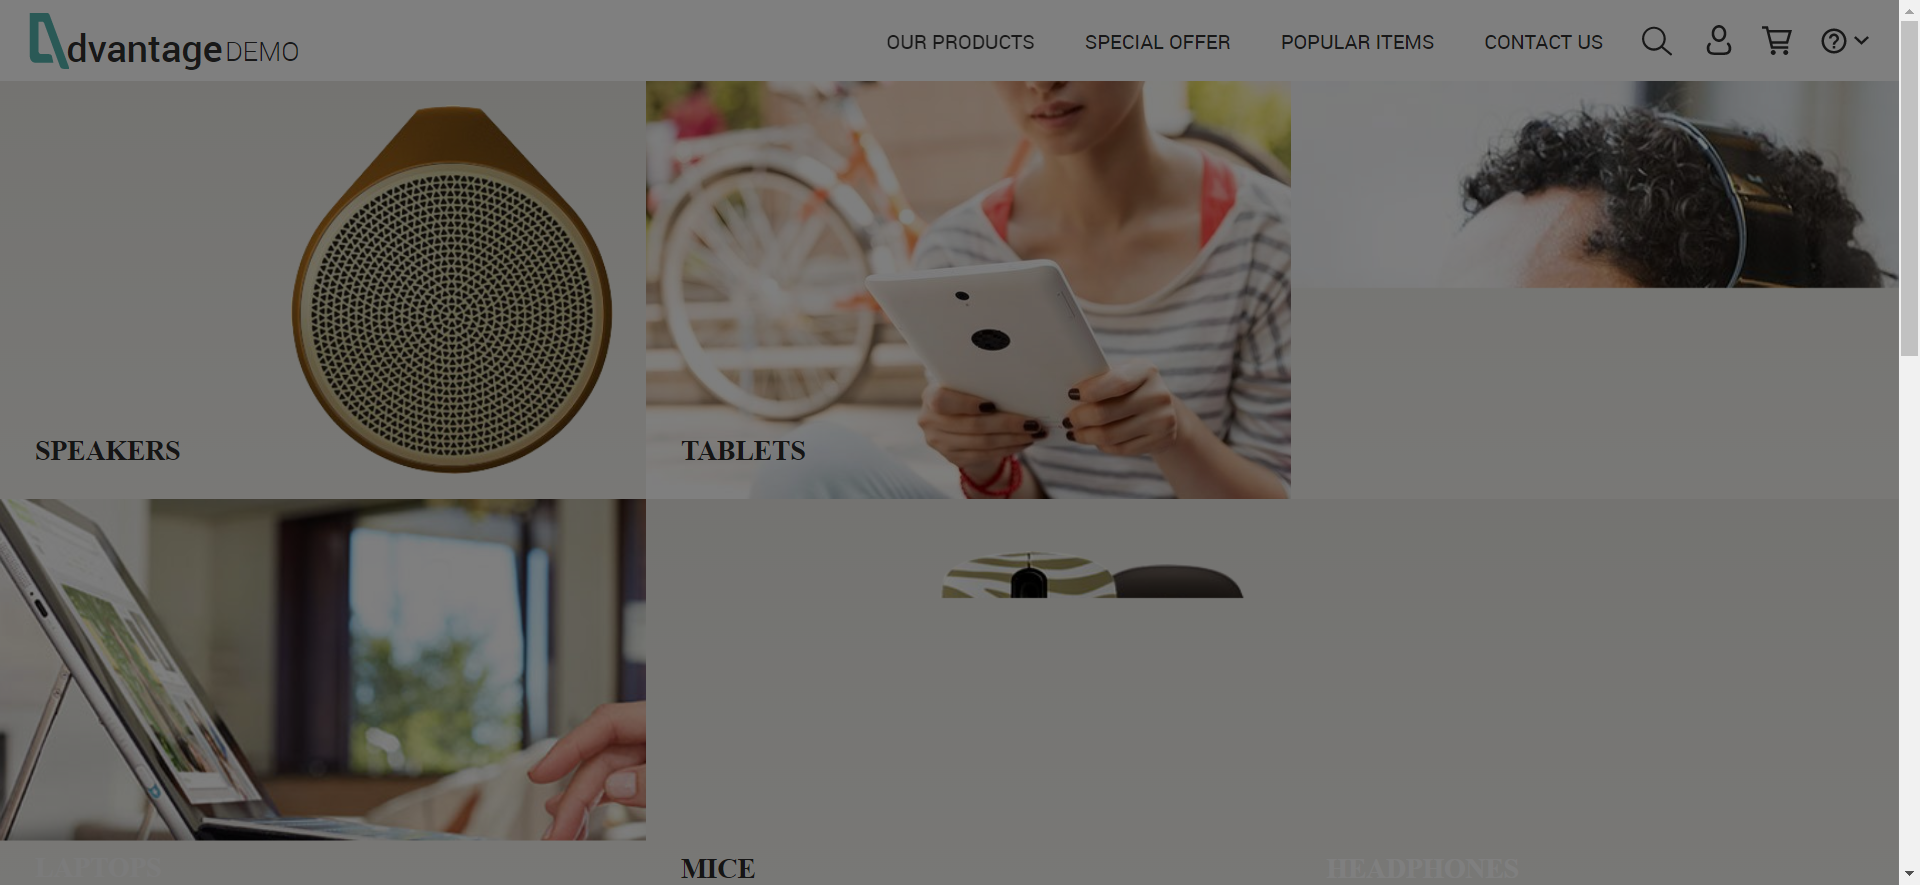 dvantage DEMO
OUR PRODUCTS
SPECIAL OFFER
POPULAR ITEMS
CONTACT US
SPEAKERS
TABLETS
LAPTOPS
MICE
HEADPHONES